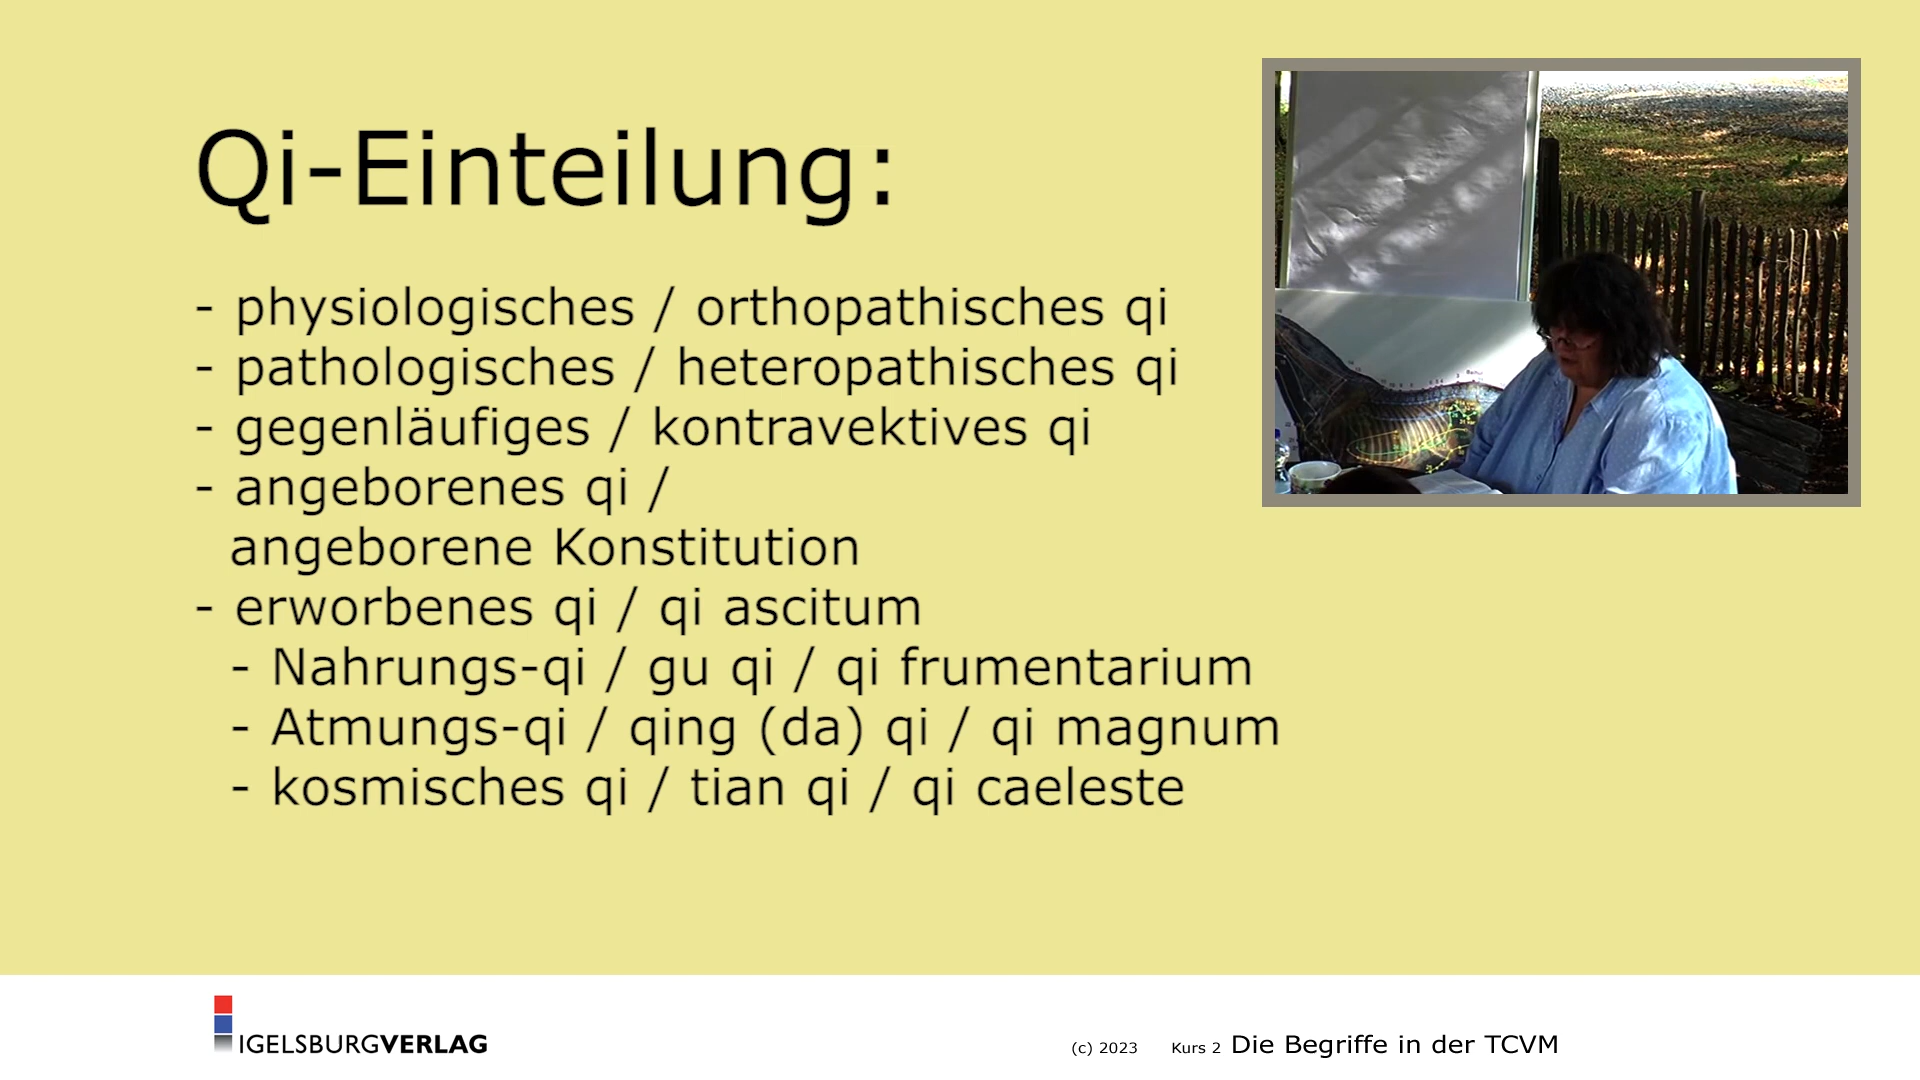 Qi-Einteilung:
- physiologisches / orthopathisches qi
- pathologisches / heteropathisches qi
- gegenläufiges / kontravektives qi
- angeborenes qi /
angeborene Konstitution
- erworbenes qi / qi ascitum
- Nahrungs-qi / gu qi / qi frumentarium
- Atmungs-qi / qing (da) qi / qi magnum
- kosmisches qi / tian qi / qi caeleste
IGELSBURGVERLAG
(c) 2023 Kurs 2 Die Begriffe in der TCVM